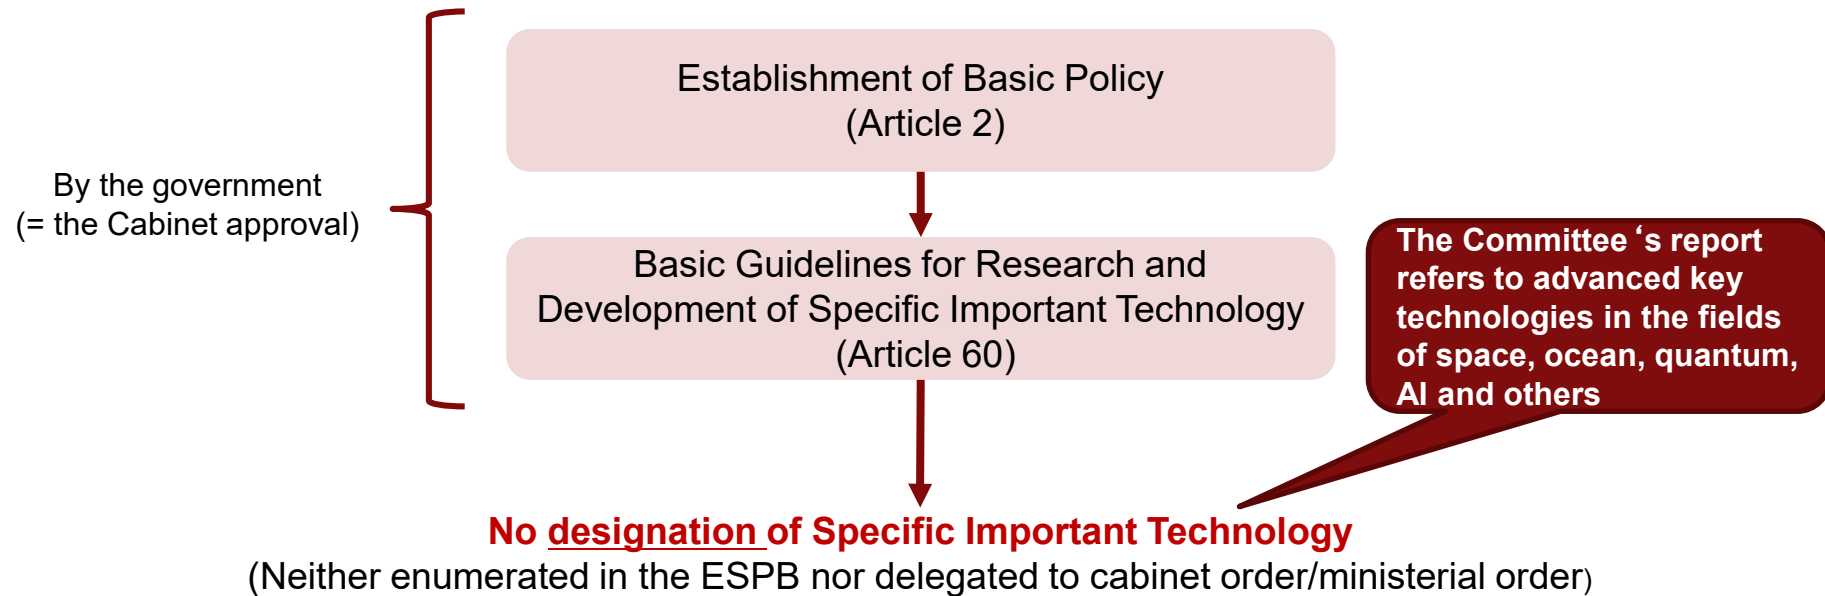 Establishment of Basic Policy
(Article 2)
By the government
(= the Cabinet approval)
Basic Guidelines for Research and
Development of Specific Important Technology
(Article 60)
The Committee‘s report
refers to advanced key
technologies in the fields
of space, ocean, quantum,
AI and others
No designation of Specific Important Technology
(Neither enumerated in the ESPB nor delegated to cabinet order/ministerial order)